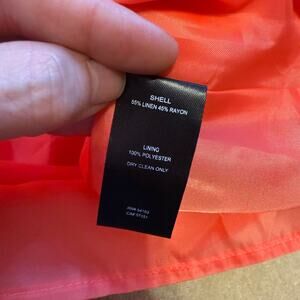 SHELL
55% LINEN 45% RAYON
LINING
100% POLYESTER
DRY CLEAN ONLY